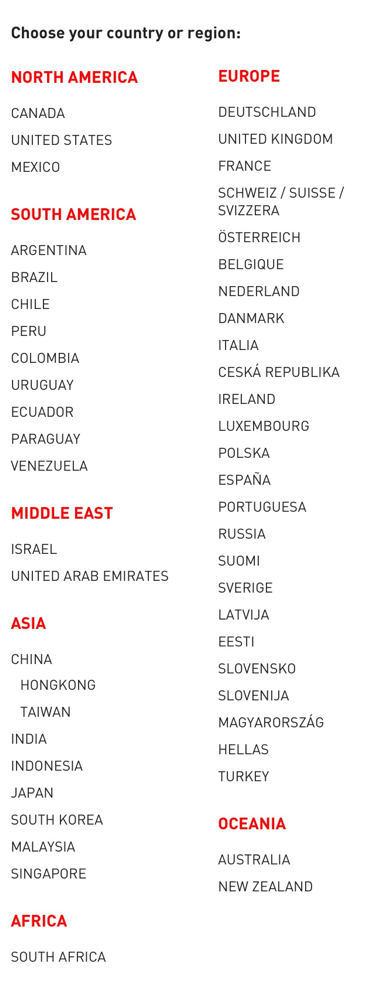 Choose your country or region:
NORTH AMERICA
CANADA
UNITED STATES
MEXICO
SOUTH AMERICA
ARGENTINA
BRAZIL
CHILE
PERU
COLOMBIA
URUGUAY
ECUADOR
PARAGUAY
VENEZUELA
MIDDLE EAST
ISRAEL
UNITED ARAB EMIRATES
ASIA
CHINA
HONGKONG
TAIWAN
INDIA
INDONESIA
JAPAN
SOUTH KOREA
MALAYSIA
SINGAPORE
AFRICA
SOUTH AFRICA
EUROPE
DEUTSCHLAND
UNITED KINGDOM
FRANCE
SCHWEIZ / SUISSE /
SVIZZERA
ÖSTERREICH
BELGIQUE
NEDERLAND
DANMARK
ITALIA
CESKÁ REPUBLIKA
IRELAND
LUXEMBOURG
POLSKA
ESPAÑA
PORTUGUESA
RUSSIA
SUOMI
SVERIGE
LATVIJA
EESTI
SLOVENSKO
SLOVENIJA
MAGYARORSZÁG
HELLAS
TURKEY
OCEANIA
AUSTRALIA
NEW ZEALAND